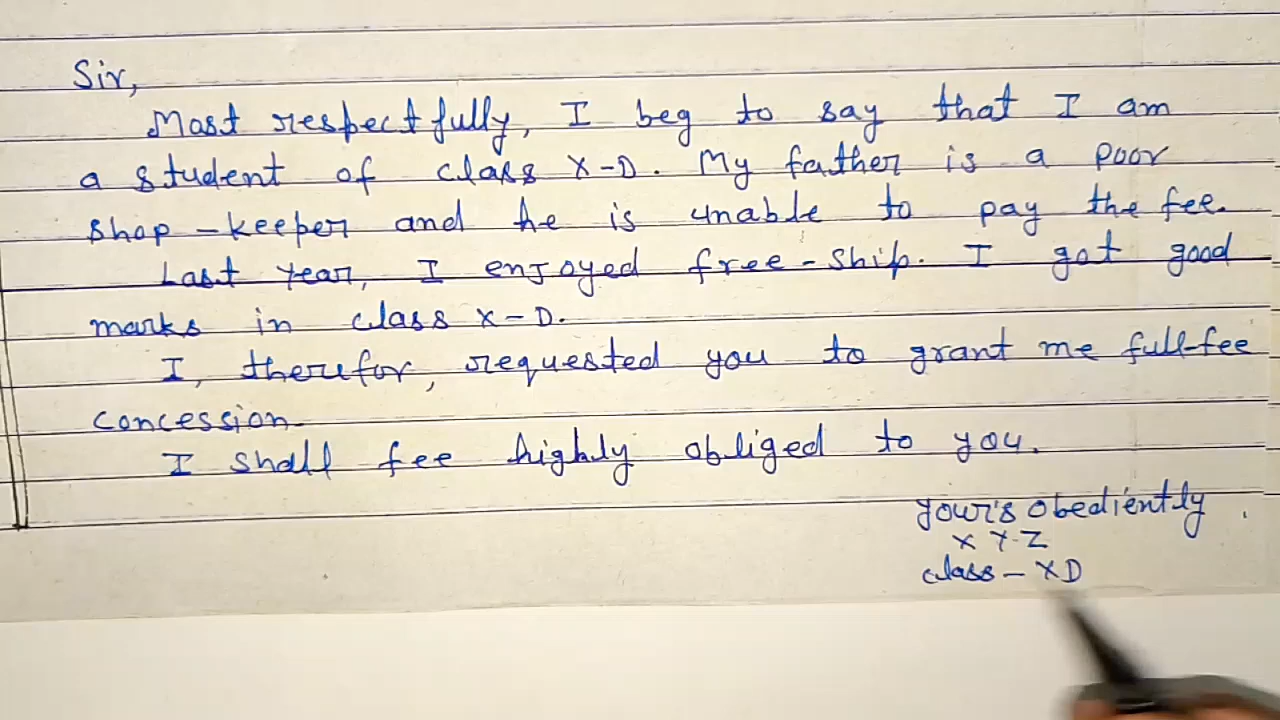 Sir,
Most respectfully, I beg to say that I am
a student of class X-D. My father is a poor
shop-keeper and he is unable to pay the fee.
Last year, I enjoyed free-ship. I got good
marks in class X-D.
I, therefor, requested you to grant me full-fee
concession.
I shall fee highly obliged to you.
Your's obediently.
X Y Z
class - XD